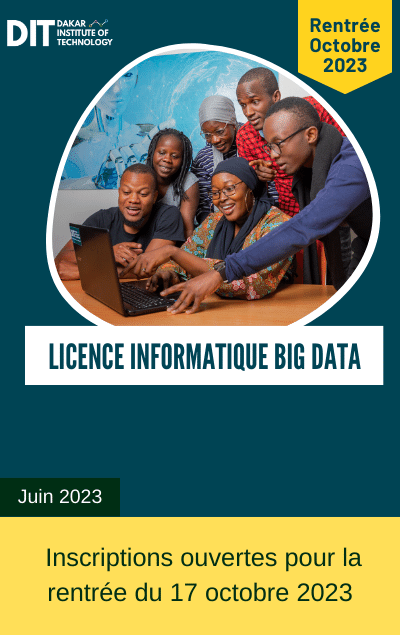 DIT DAKAR
INSTITUTE OF
TECHNOLOGY
Rentrée
Octobre
2023
LICENCE INFORMATIQUE BIG DATA
Juin 2023
Inscriptions ouvertes pour la
rentrée du 17 octobre 2023